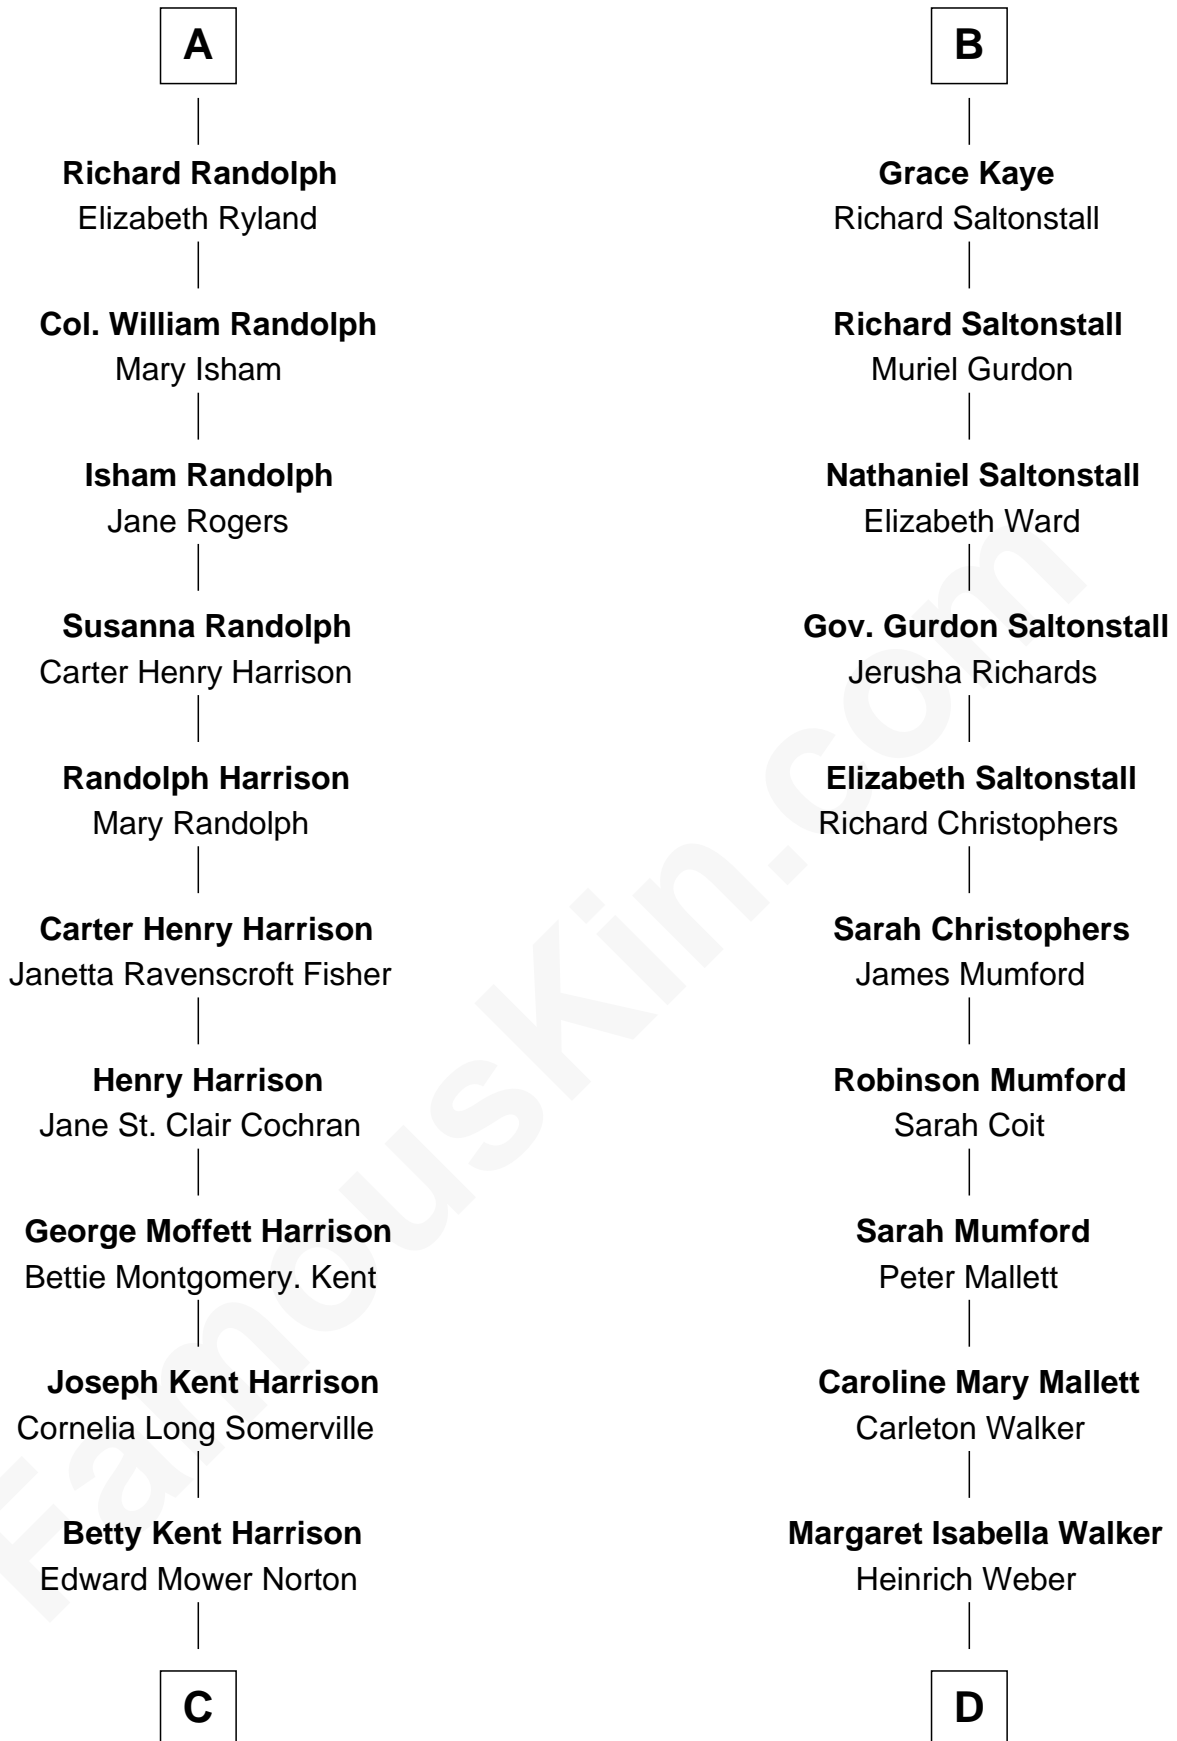 A
Richard Randolph
Elizabeth Ryland
Col. William Randolph
Mary Isham
Isham Randolph
Jane Rogers
Susanna Randolph
Carter Henry Harrison
Randolph Harrison
Mary Randolph
Carter Henry Harrison
Janetta Ravenscroft Fisher
Henry Harrison
Jane St. Clair Cochran
George Moffett Harrison
Bettie Montgomery. Kent
Joseph Kent Harrison
Cornelia Long Somerville
Betty Kent Harrison
Edward Mower Norton
C
B
Grace Kaye
Richard Saltonstall
Richard Saltonstall
Muriel Gurdon
Nathaniel Saltonstall
Elizabeth Ward
Gov. Gurdon Saltonstall
Jerusha Richards
Elizabeth Saltonstall
Richard Christophers
Sarah Christophers
James Mumford
Robinson Mumford
Sarah Coit
Sarah Mumford
Peter Mallett
Caroline Mary Mallett
Carleton Walker
Margaret Isabella Walker
Heinrich Weber
D
FamousKin.com